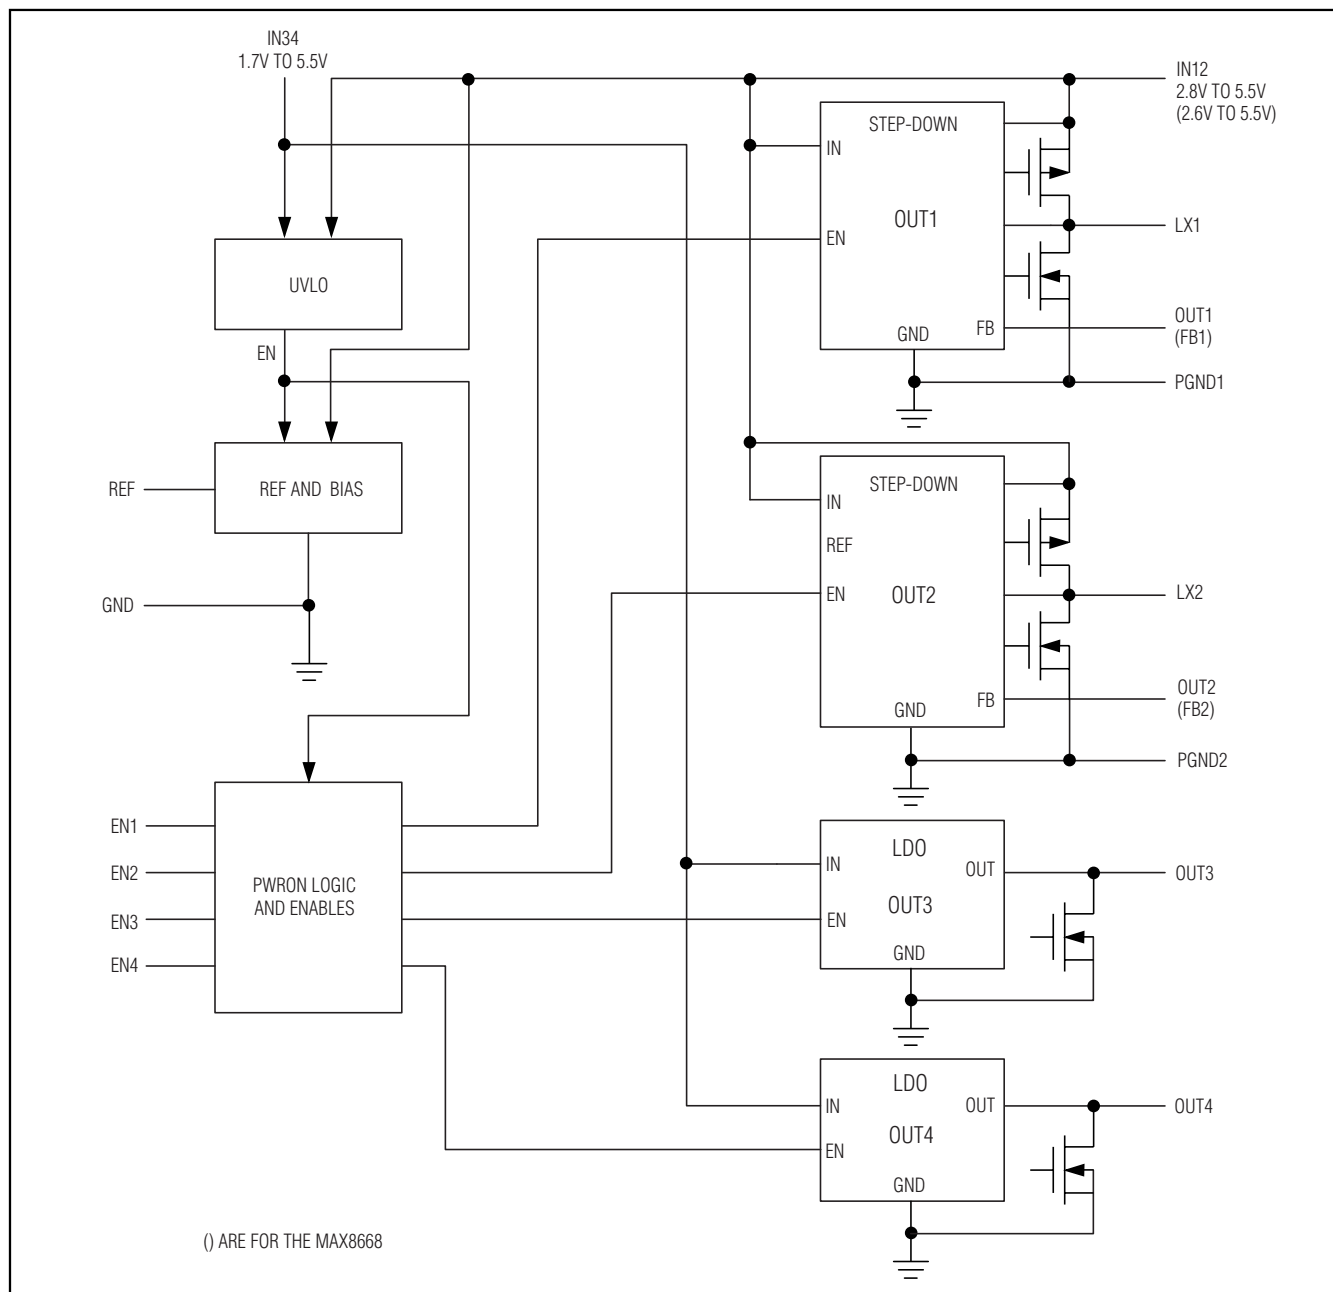 IN34
1.7V TO 5.5V
IN12
2.8V TO 5.5V
(2.6V TO 5.5V)
STEP-DOWN
IN
OUT1
EN
GND
FB
LX1
OUT1
(FB1)
PGND1
UVLO
EN
REF
REF AND BIAS
GND
STEP-DOWN
IN
REF
EN
OUT2
GND
FB
LX2
OUT2
(FB2)
PGND2
EN1
EN2
EN3
EN4
PWRON LOGIC
AND ENABLES
LDO
IN
OUT
OUT3
EN
GND
OUT3
LDO
IN
OUT
OUT4
EN
GND
OUT4
() ARE FOR THE MAX8668